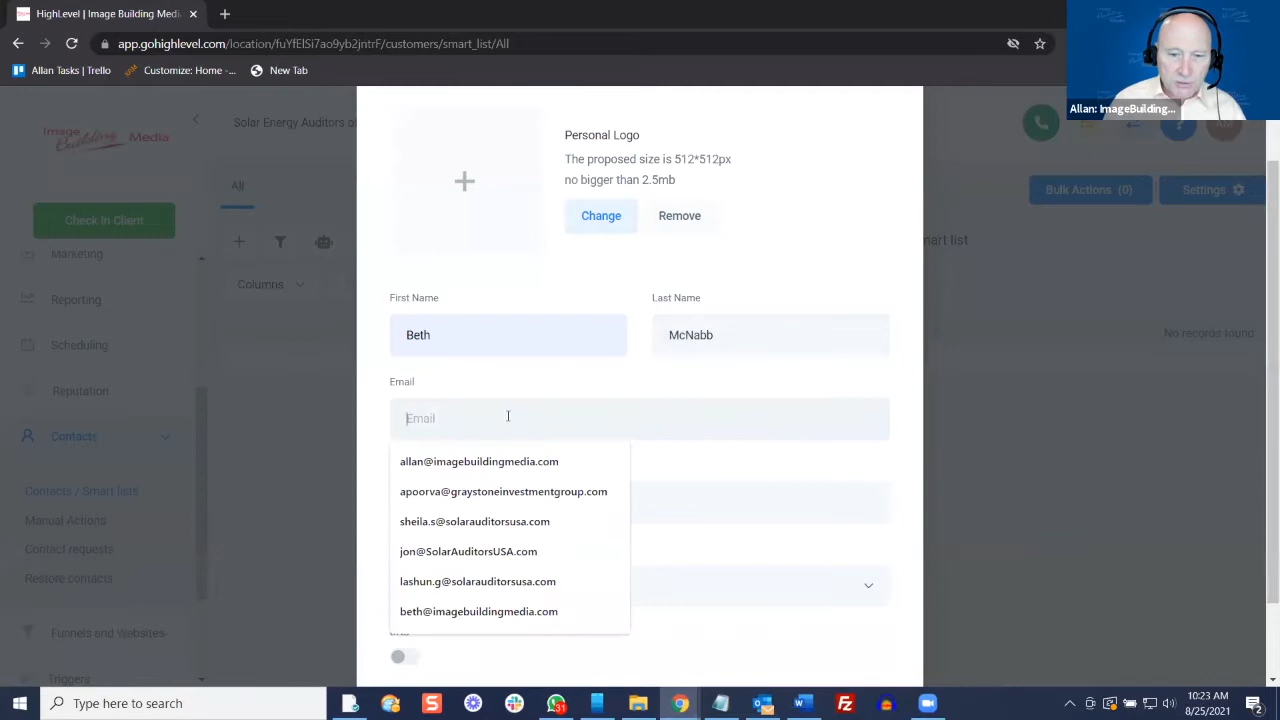 HighLevel | Image Building Medi
app.gohighlevel.com/location/fuYfElSi7ao9yb2jntrF/customers/smart_list/All
Allan Tasks | Trello
Customize: Home -...
New Tab
Allan: ImageBuilding...
Image Building Media
Solar Energy Auditors
Check In Client
All
Bulk Actions (0)
Settings
Marketing
Reporting
Scheduling
Reputation
Contacts
Contacts / Smart lists
Manual Actions
Contact requests
Restore contacts
Funnels and Websites
Triggers
Columns
mart list
No records found
Personal Logo
The proposed size is 512*512px
no bigger than 2.5mb
Change
Remove
First Name
Last Name
Beth
McNabb
Email
Email
allan@imagebuildingmedia.com
apoorva@graystoneinvestmentgroup.com
sheila.s@solarauditorsusa.com
jon@SolarAuditorsUSA.com
lashun.g@solarauditorsusa.com
beth@imagebuildingmedia.com
Type here to search
31
10:23 AM
8/25/2021
2